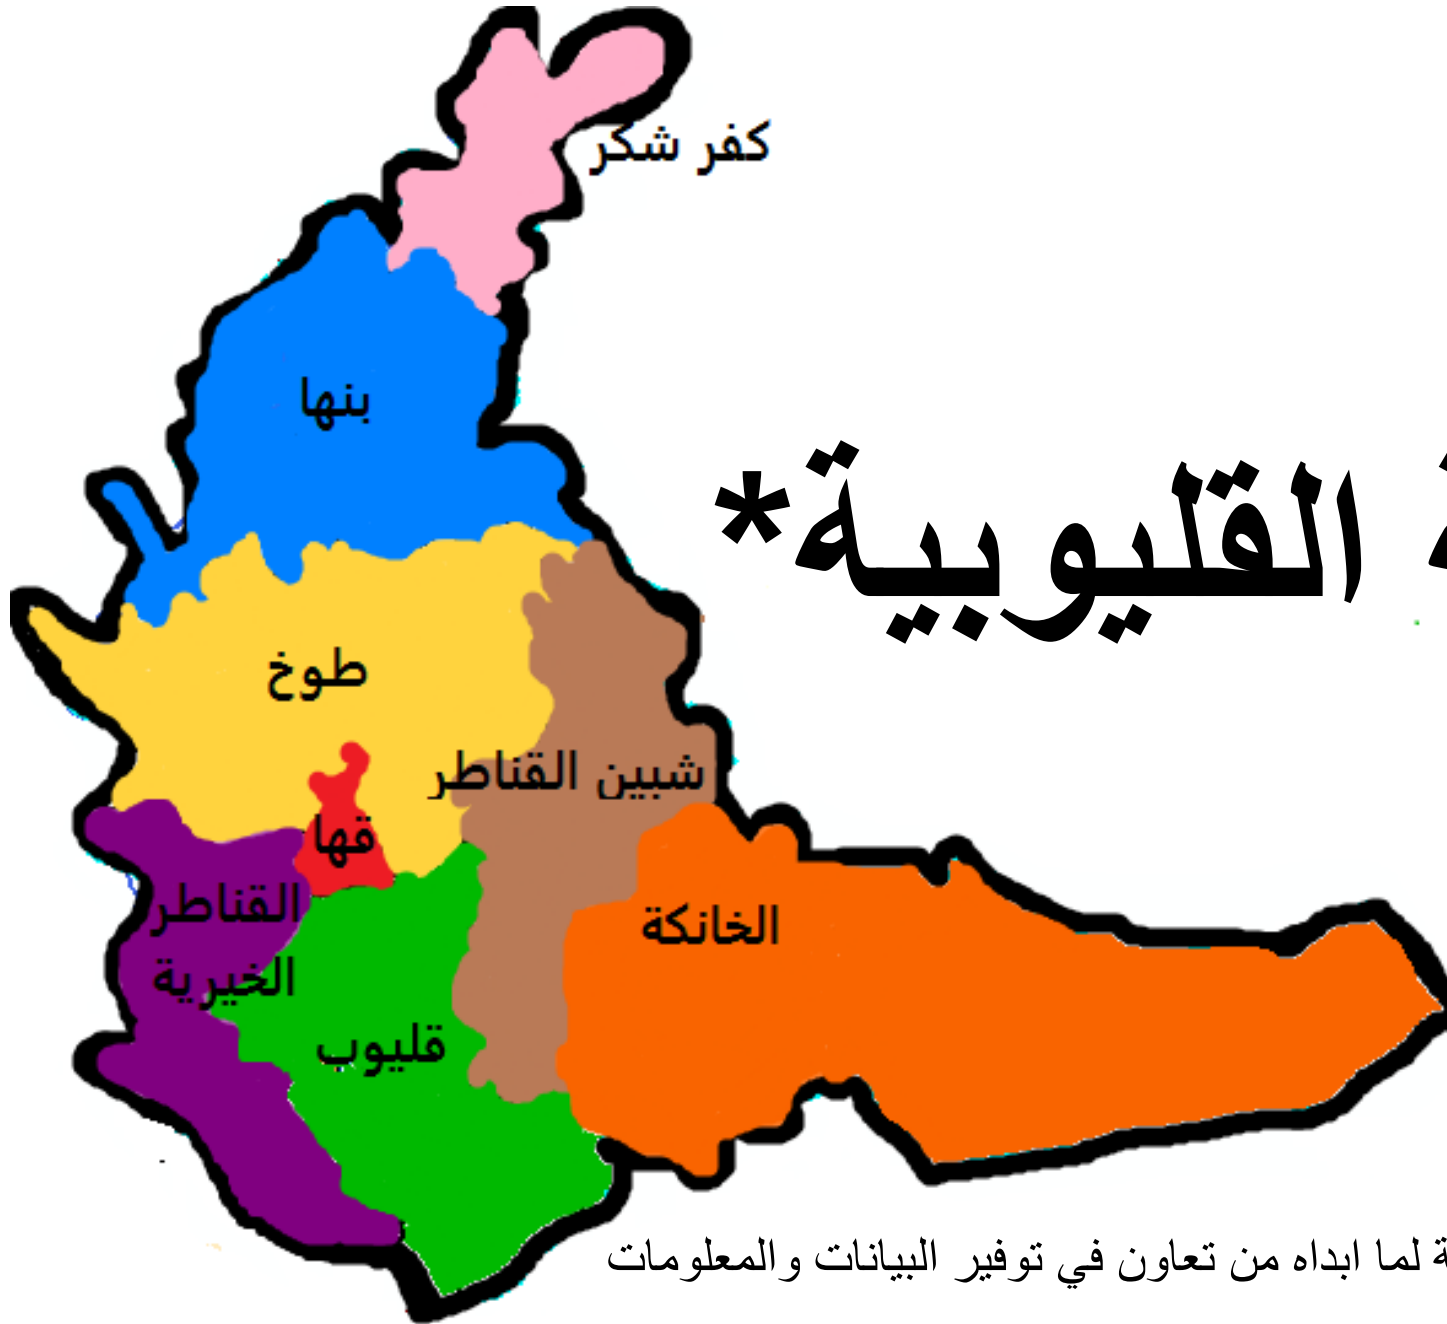 كفر شكر
بنها
القليوبية*
طوخ
شبين القناطر
قها
القناطر
الخيرية
الخانكة
قليوب
لما ابداه من تعاون في توفير البيانات والمعلومات